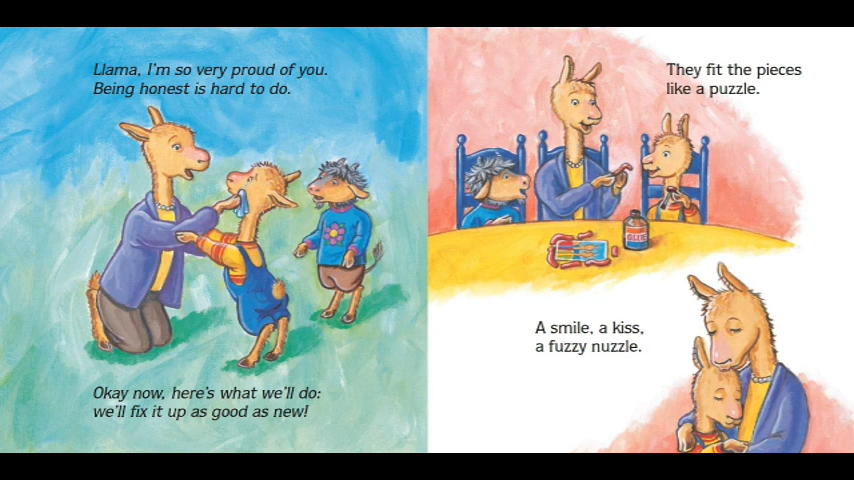 Llama, I'm so very proud of you.
Being honest is hard to do.
Okay now, here's what we'll do:
we'll fix it up as good as new!
They fit the pieces
like a puzzle.
GLUE
A smile, a kiss,
a fuzzy nuzzle.